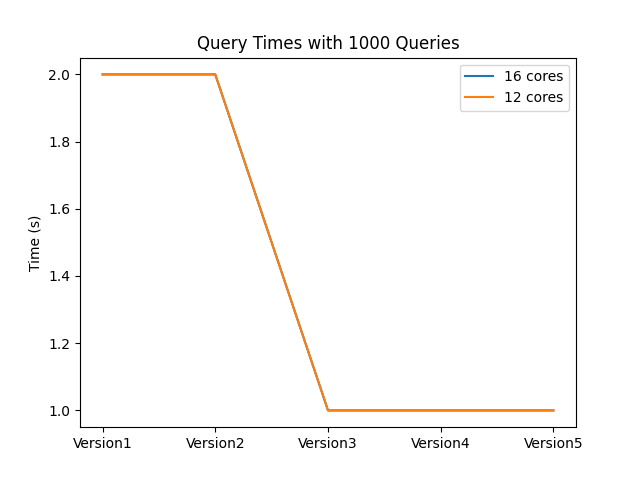 Query Times with 1000 Queries
16 cores
12 cores
Time (s)
2.0
1.8
1.6
1.4
1.2
1.0
Version1 Version2 Version3 Version4 Version5